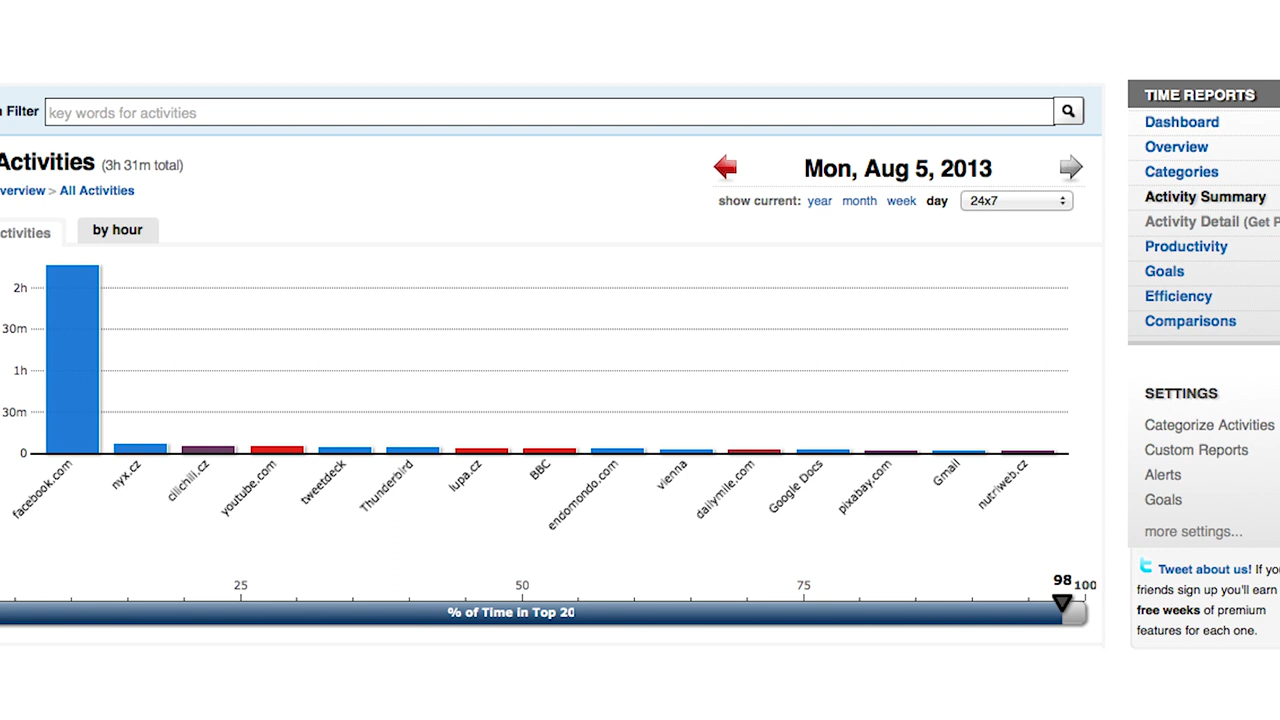 Filter
key words for activities
Activities (3h 31m total)
verview > All Activities
Mon, Aug 5, 2013
show current: year month week day 24x7
ctivities
by hour
2h
30m
1h
30m
0
facebook.com
nyx.cz
cilichili.cz
youtube.com
tweetdeck
Thunderbird
lupa.cz
BBC
endomondo.com
vienna
dailymile.com
Google Docs
pixabay.com
Gmail
nutriweb.cz
25
50
75
98
100
% of Time in Top 20
TIME REPORTS
Dashboard
Overview
Categories
Activity Summary
Activity Detail (Get P
Productivity
Goals
Efficiency
Comparisons
SETTINGS
Categorize Activities
Custom Reports
Alerts
Goals
more settings...
Tweet about us! If you
friends sign up you'll earn
free weeks of premium
features for each one.